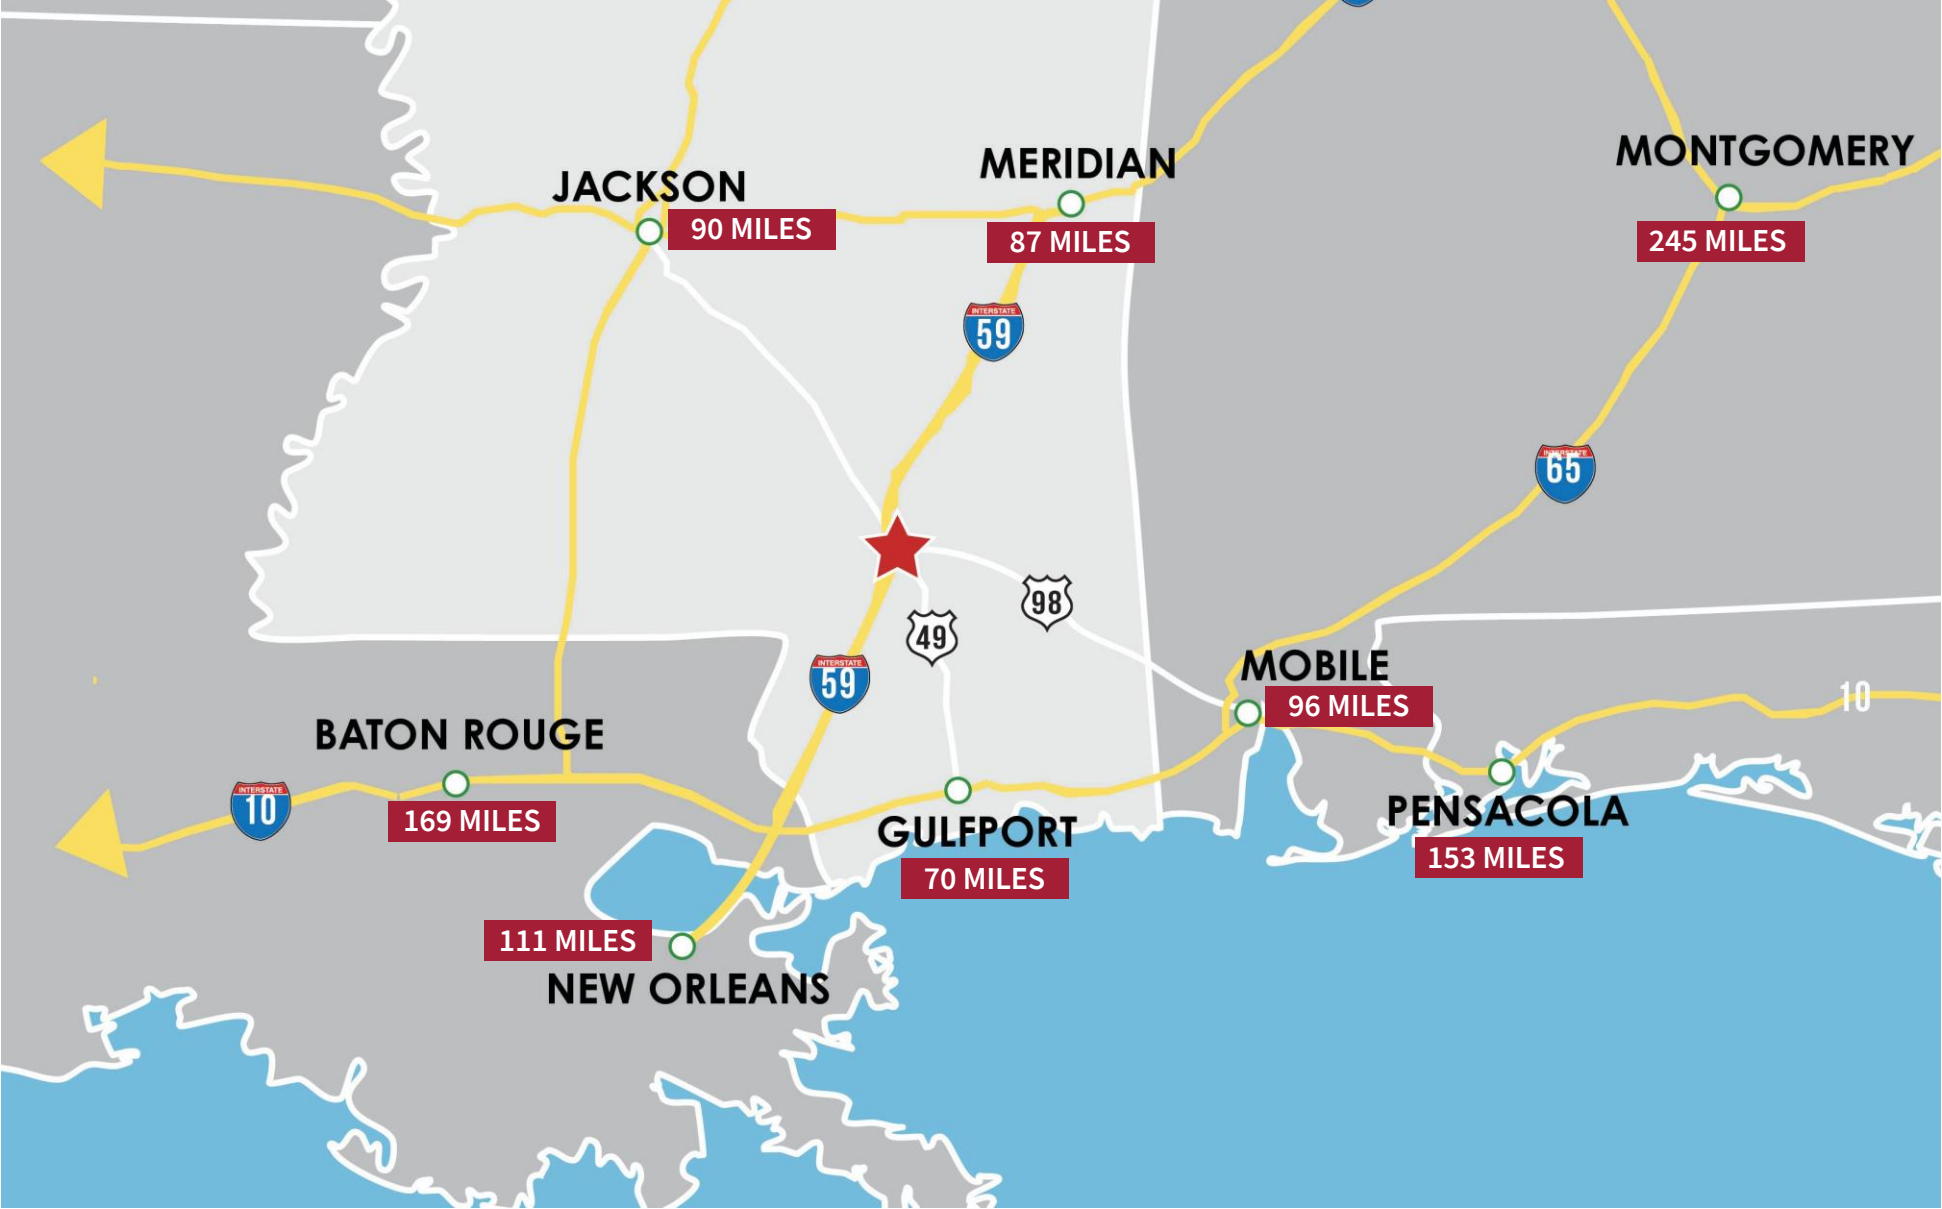 MONTGOMERY
MERIDIAN
JACKSON
90 MILES
87 MILES
245 MILES
INTERSTATE
59
INTERSTATE
65
98
49
INTERSTATE
59
MOBILE
96 MILES
10
BATON ROUGE
INTERSTATE
10
169 MILES
GULFPORT
70 MILES
PENSACOLA
153 MILES
111 MILES
NEW ORLEANS